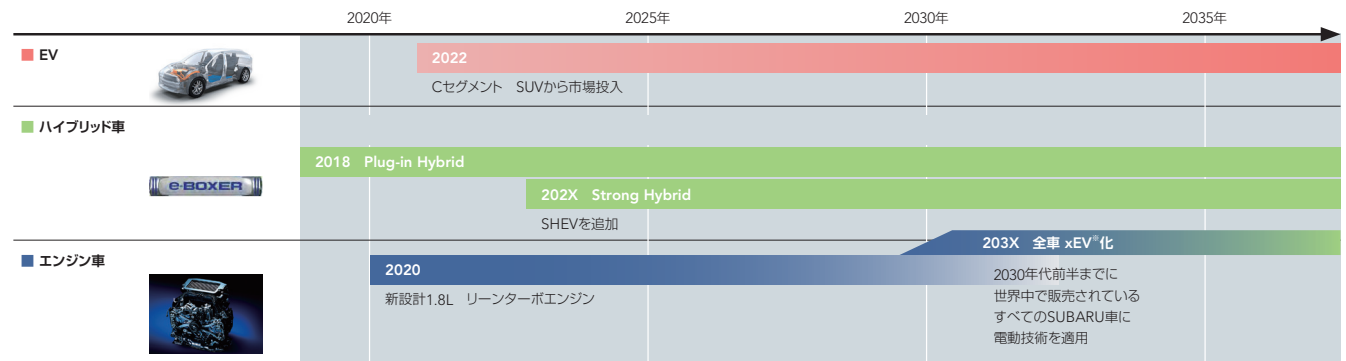 2020年 2025年 2030年 2035年
EV
2022
Cセグメント SUVから市場投入
ハイブリッド車
2018 Plug-in Hybrid
e-BOXER
202X Strong Hybrid
SHEVを追加
203X 全車 xEV※化
エンジン車
2020
新設計1.8L リーンターボエンジン
2030年代前半までに
世界中で販売されている
すべてのSUBARU車に
電動技術を適用